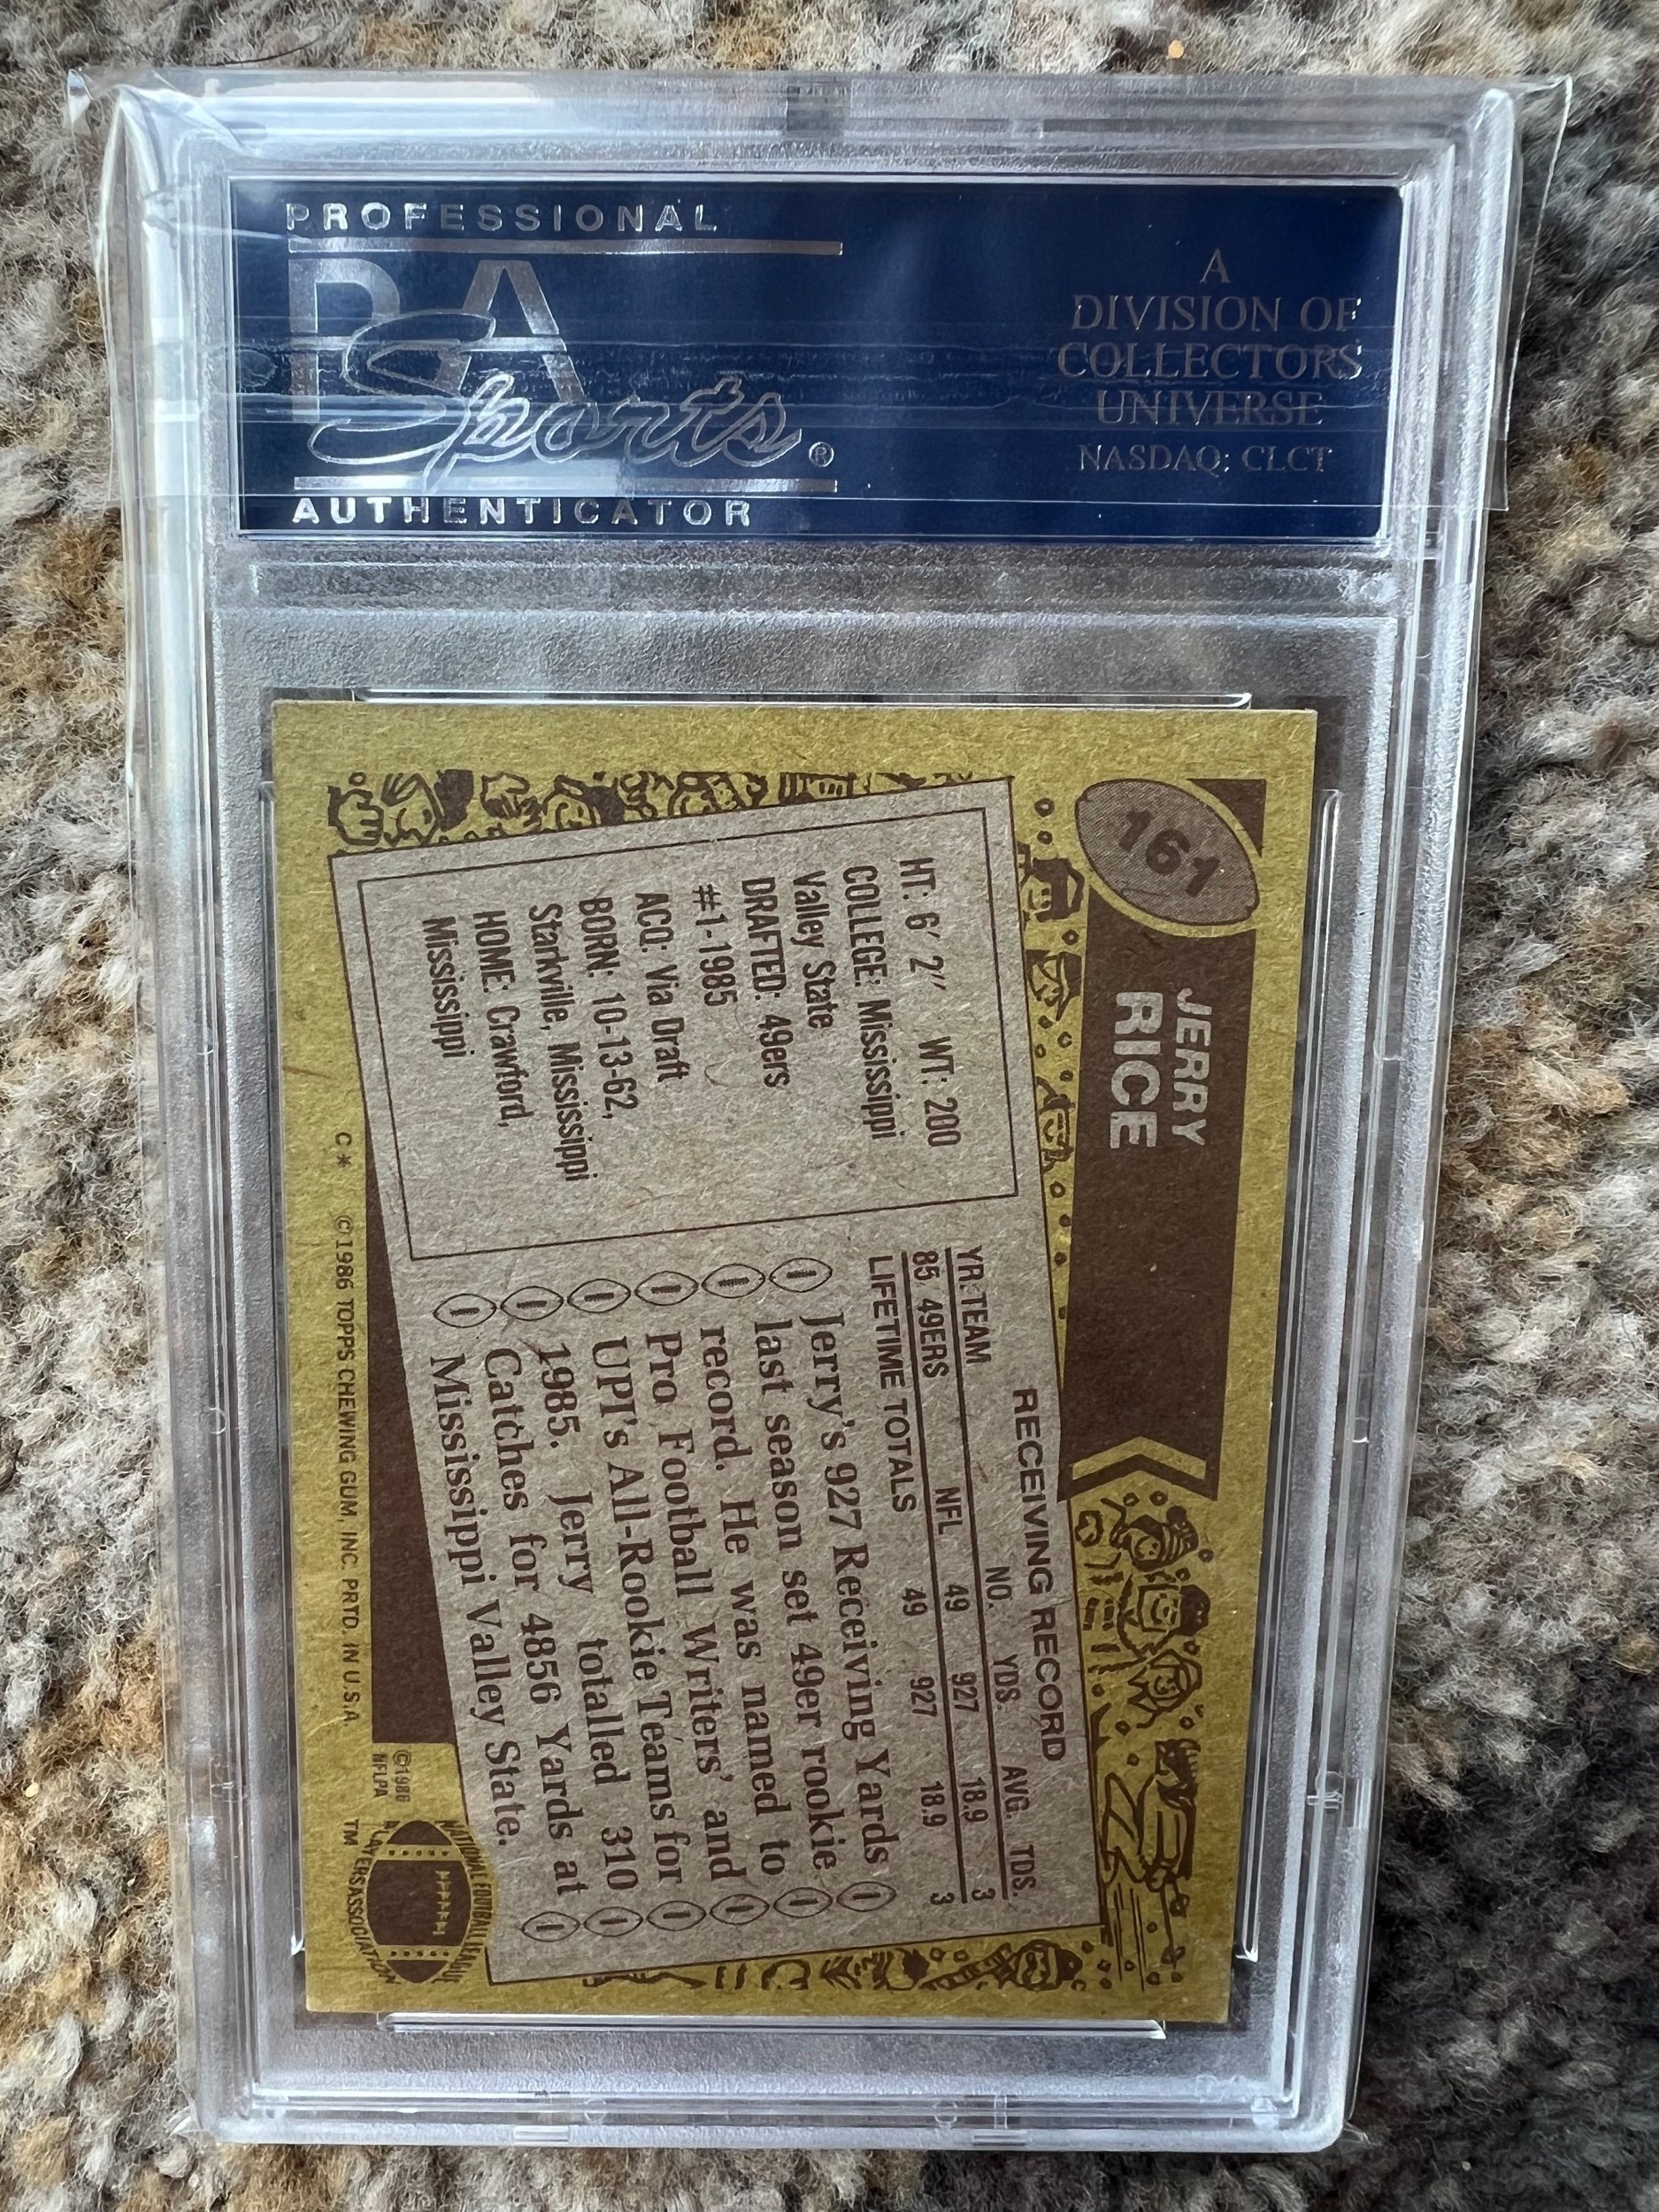 PROFESSIONAL
PSA
Sports®
AUTHENTICATOR
A
DIVISION OF
COLLECTORS
UNIVERSE
NASDAQ: CLCT
161
JERRY
RICE
HT: 6' 2" WT: 200
COLLEGE: Mississippi
Valley State
DRAFTED: 49ers
#1-1985
ACQ: Via Draft
BORN: 10-13-62,
Starkville, Mississippi
HOME: Crawford,
Mississippi
RECEIVING RECORD
YR. TEAM NO. YDS. AVG. TDS.
85 49ERS NFL 49 927 18.9 3
LIFETIME TOTALS 49 927 18.9 3
Jerry's 927 Receiving Yards
last season set 49er rookie
record. He was named to
Pro Football Writers' and
UPI's All-Rookie Teams for
1985. Jerry totalled 310
Catches for 4856 Yards at
Mississippi Valley State.
C* ©1986 TOPPS CHEWING GUM, INC. PRTD. IN U.S.A.
©1986
NFLPA
TM
NATIONAL FOOTBALL LEAGUE
PLAYERS ASSOCIATION